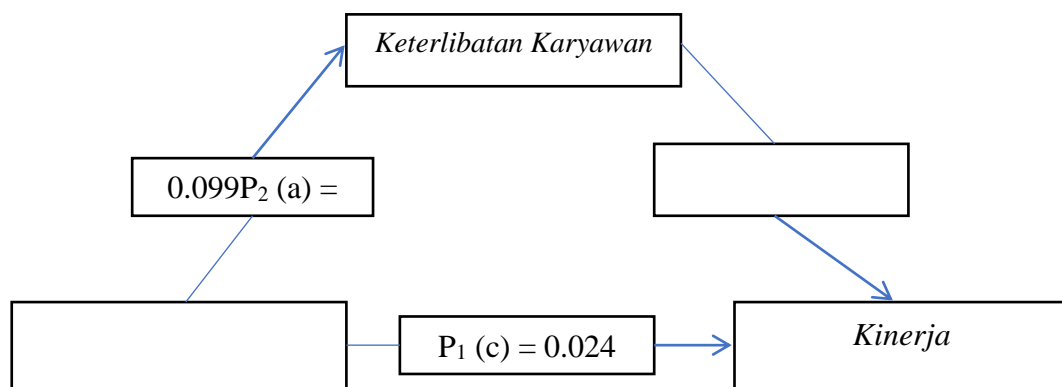 Keterlibatan Karyawan
0.099P₂ (a) =
P₁ (c) = 0.024
Kinerja